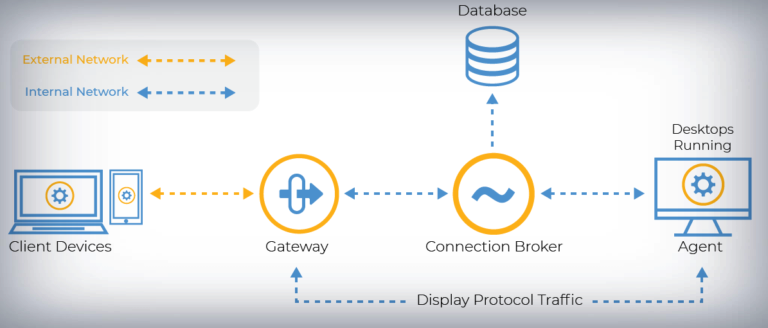 Database
External Network
Internal Network
Desktops
Running
Client Devices
Gateway
Connection Broker
Agent
Display Protocol Traffic